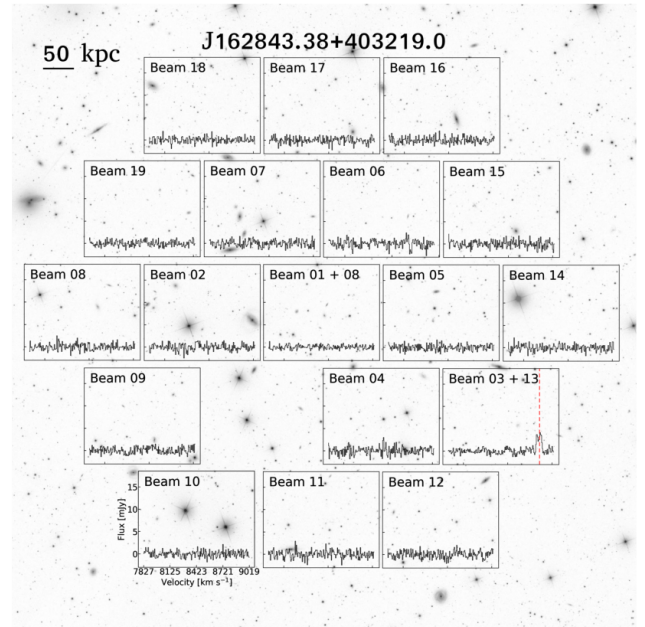 J162843.38+403219.0
50 kpc
Beam 18
Beam 17
Beam 16
Beam 19
Beam 07
Beam 06
Beam 15
Beam 08
Beam 02
Beam 01 + 08
Beam 05
Beam 14
Beam 09
Beam 04
Beam 03 + 13
Beam 10
Beam 11
Beam 12
15
10
5
0
Flux [mJy]
7827 8125 8423 8721 9019
Velocity [km s⁻¹]